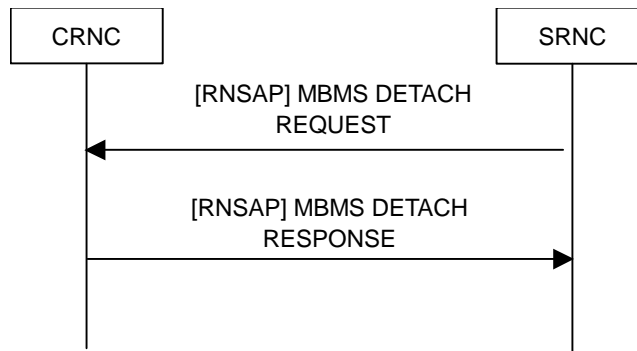 CRNC
SRNC
[RNSAP] MBMS DETACH
REQUEST
[RNSAP] MBMS DETACH
RESPONSE